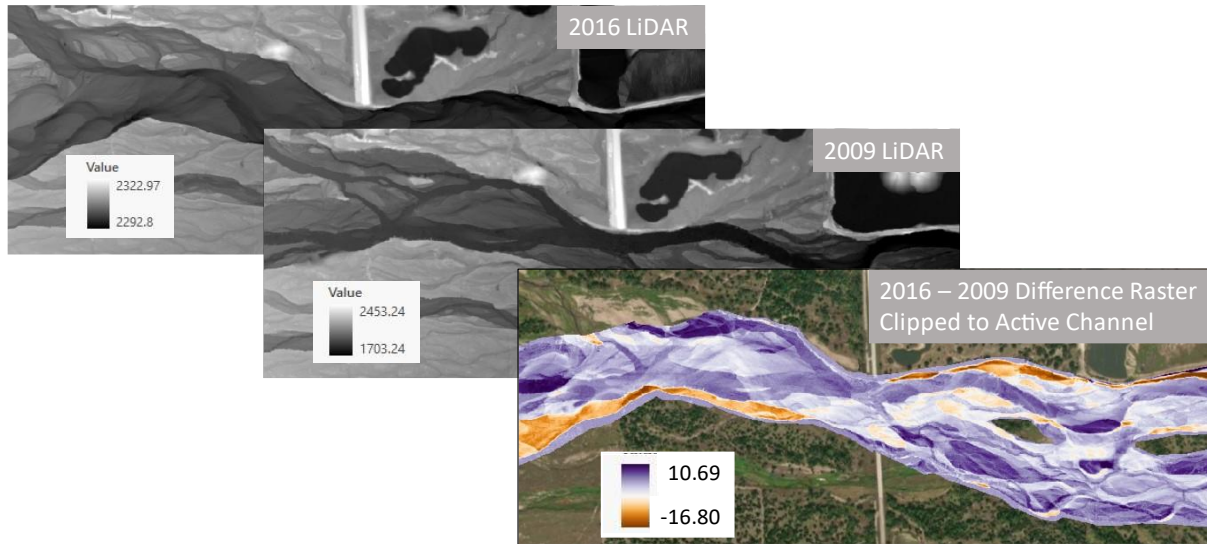 2016 LiDAR
Value
2322.97
2292.8
2009 LiDAR
Value
2453.24
1703.24
2016 – 2009 Difference Raster
Clipped to Active Channel
10.69
-16.80